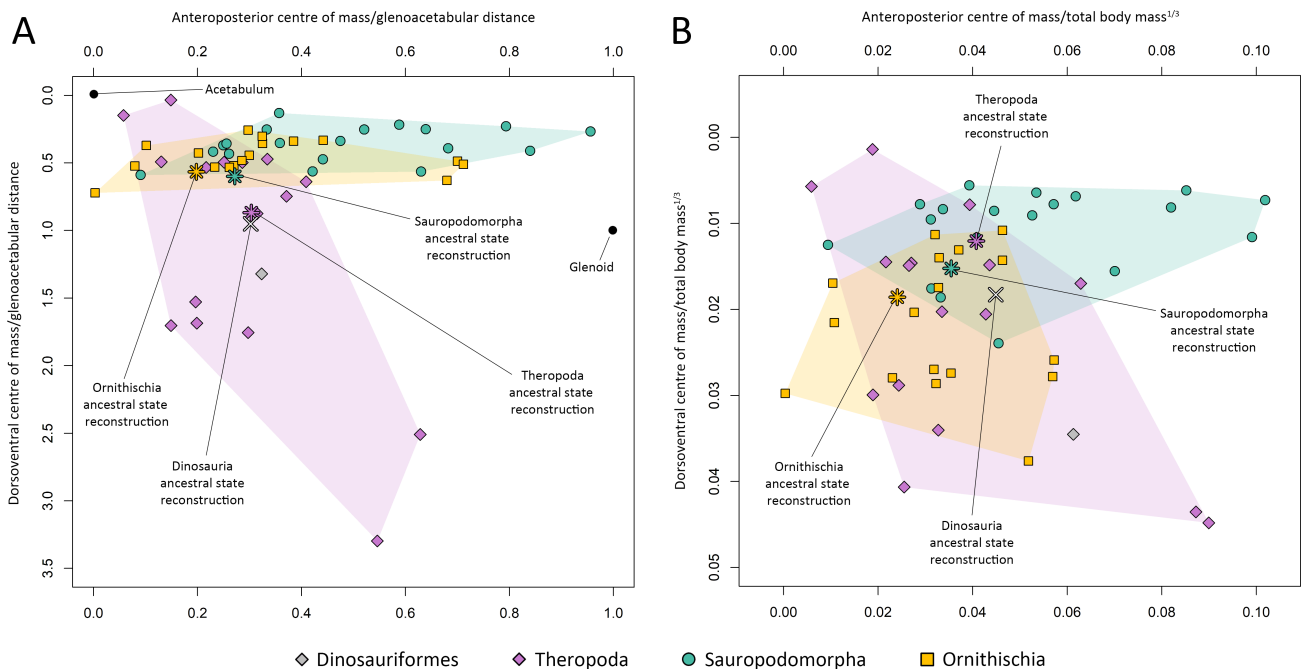 A
Anteroposterior centre of mass/glenoacetabular distance
0.0 0.2 0.4 0.6 0.8 1.0
Dorsoventral centre of mass/glenoacetabular distance
0.0
0.5
1.0
1.5
2.0
2.5
3.0
3.5
Acetabulum
Sauropodomorpha
ancestral state
reconstruction
Glenoid
Theropoda
ancestral state
reconstruction
Ornithischia
ancestral state
reconstruction
Dinosauria
ancestral state
reconstruction
0.0 0.2 0.4 0.6 0.8 1.0
B
Anteroposterior centre of mass/total body mass1/3
0.00 0.02 0.04 0.06 0.08 0.10
Dorsoventral centre of mass/total body mass1/3
0.00
0.01
0.02
0.03
0.04
0.05
Theropoda
ancestral state
reconstruction
Sauropodomorpha
ancestral state
reconstruction
Ornithischia
ancestral state
reconstruction
Dinosauria
ancestral state
reconstruction
0.00 0.02 0.04 0.06 0.08 0.10
Dinosauriformes Theropoda Sauropodomorpha Ornithischia